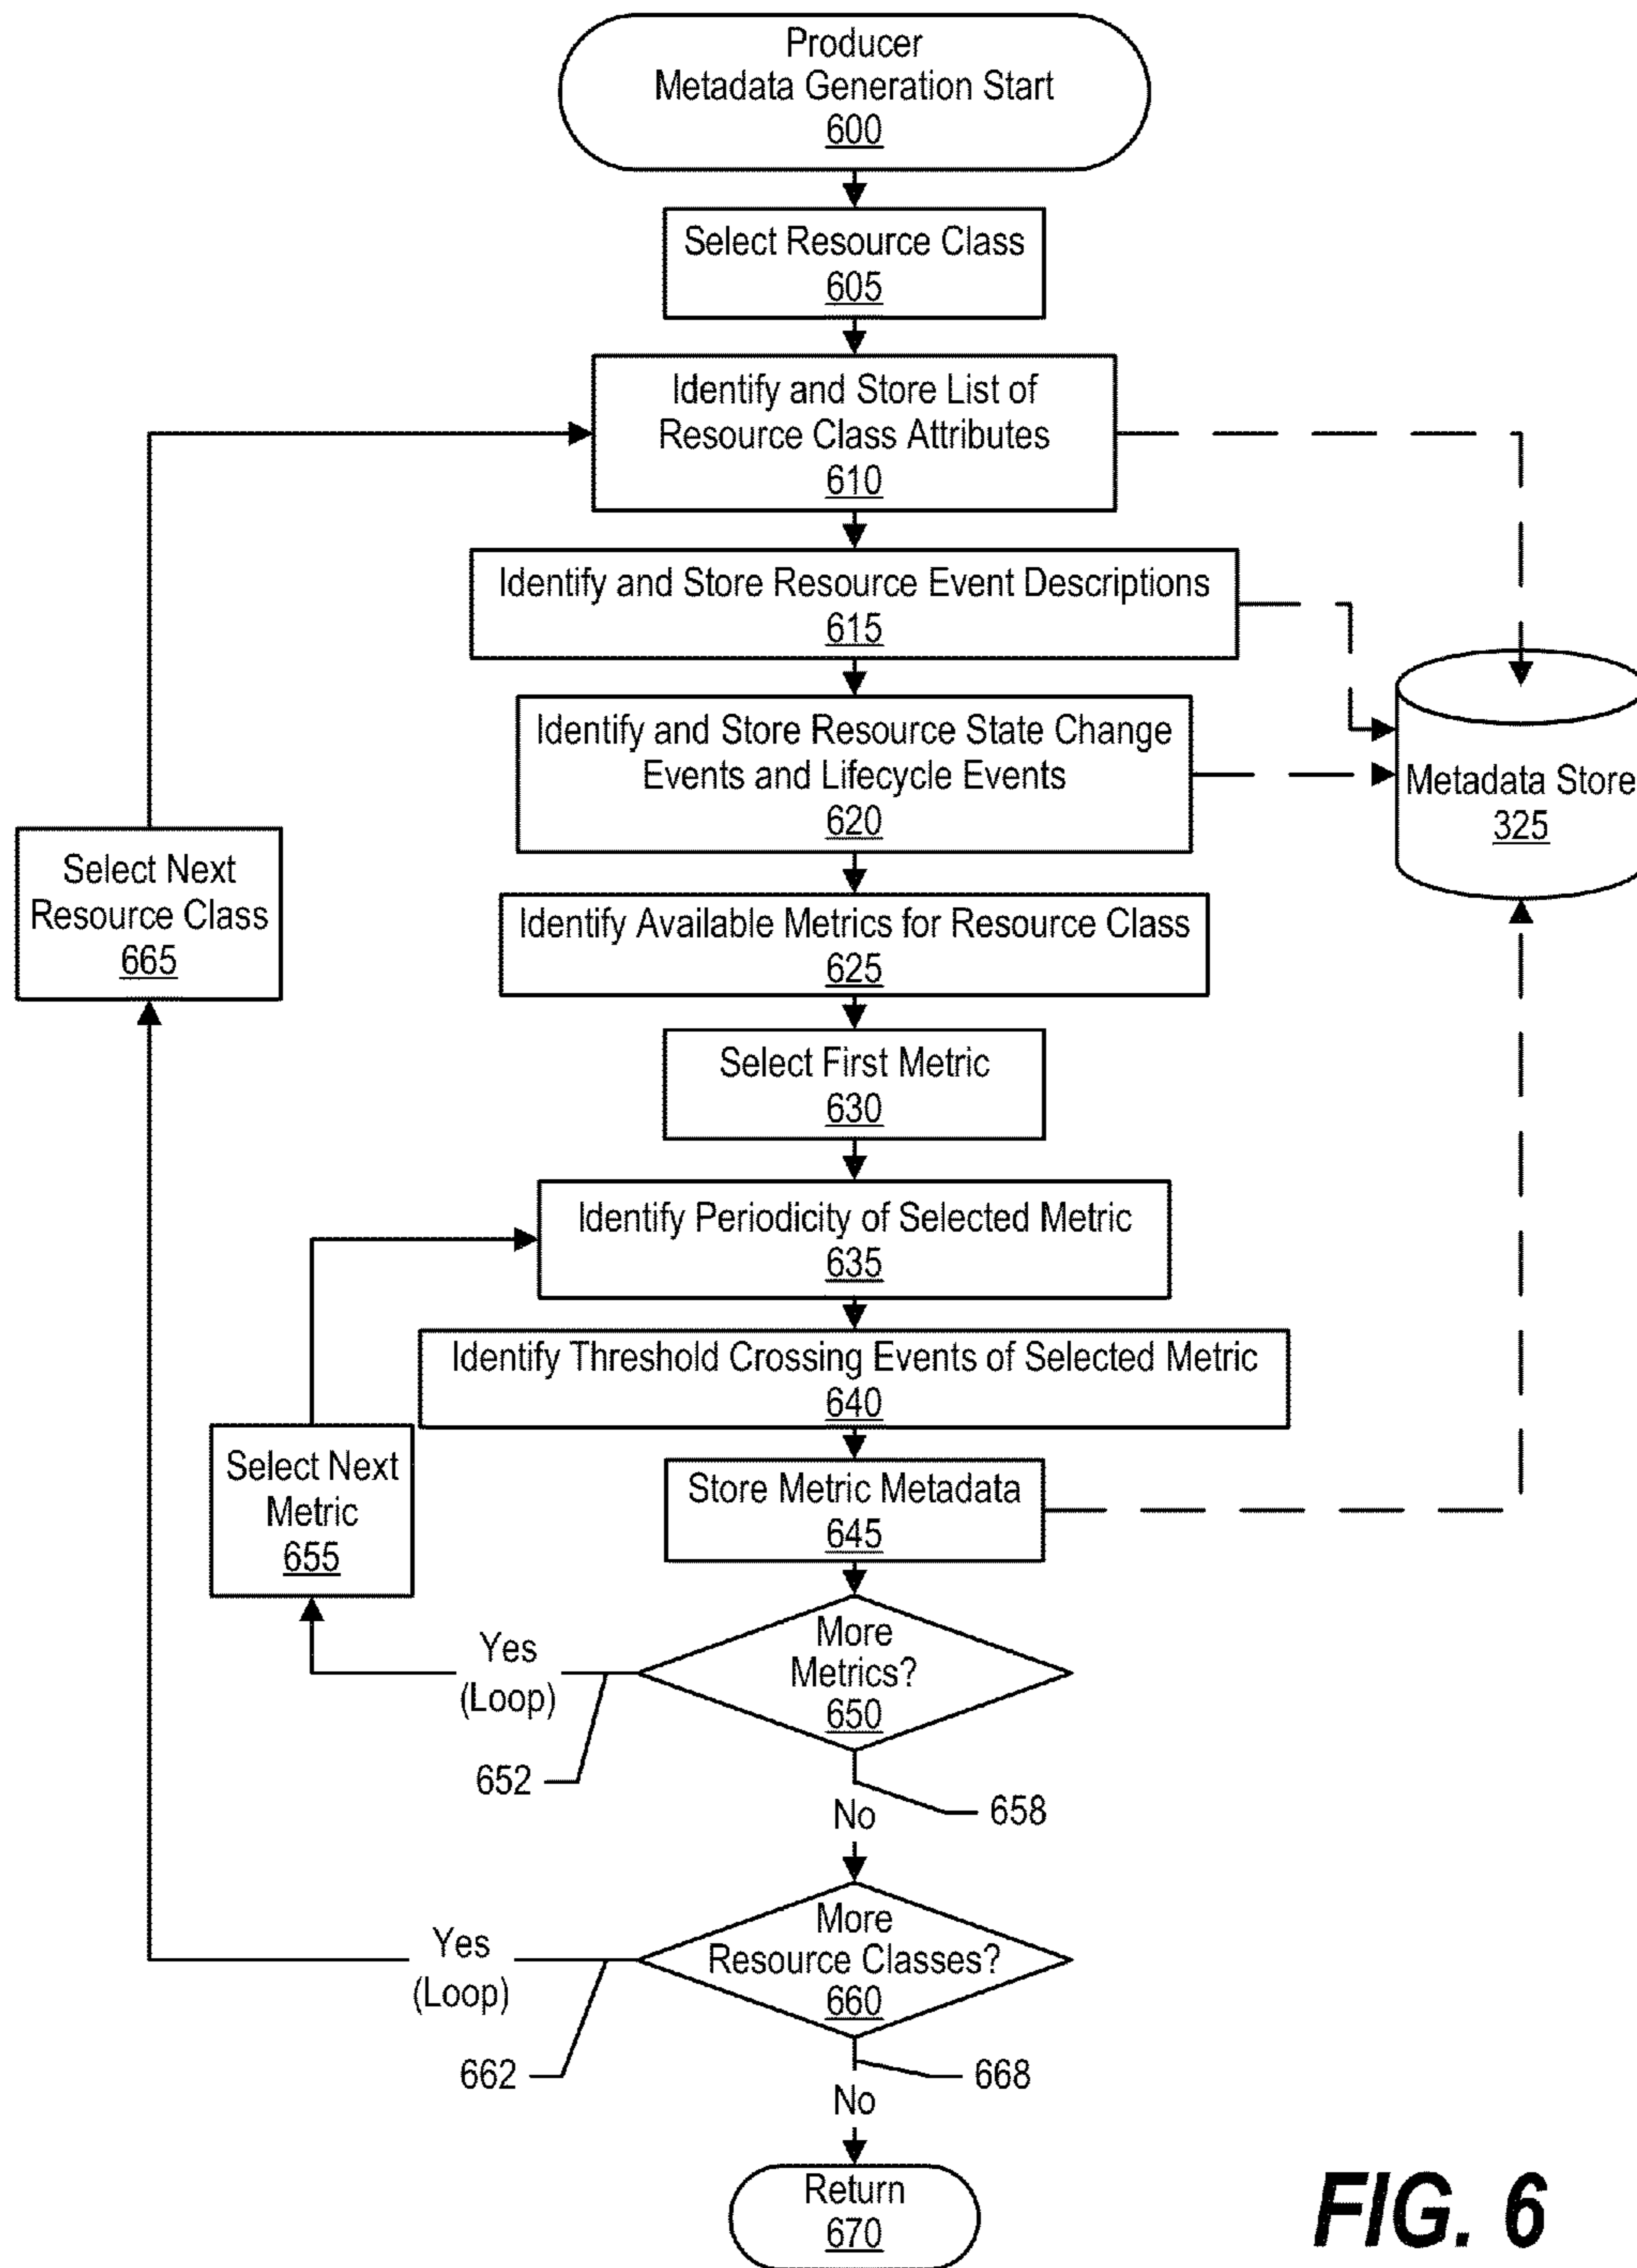 Producer
Metadata Generation Start
600
Select Resource Class
605
Identify and Store List of
Resource Class Attributes
610
Identify and Store Resource Event Descriptions
615
Identify and Store Resource State Change
Events and Lifecycle Events
620
Metadata Store
325
Select Next
Resource Class
665
Identify Available Metrics for Resource Class
625
Select First Metric
630
Identify Periodicity of Selected Metric
635
Identify Threshold Crossing Events of Selected Metric
640
Select Next
Metric
655
Store Metric Metadata
645
More
Metrics?
650
Yes
(Loop)
652
658
No
More
Resource Classes?
660
Yes
(Loop)
662
668
No
Return
670
FIG. 6